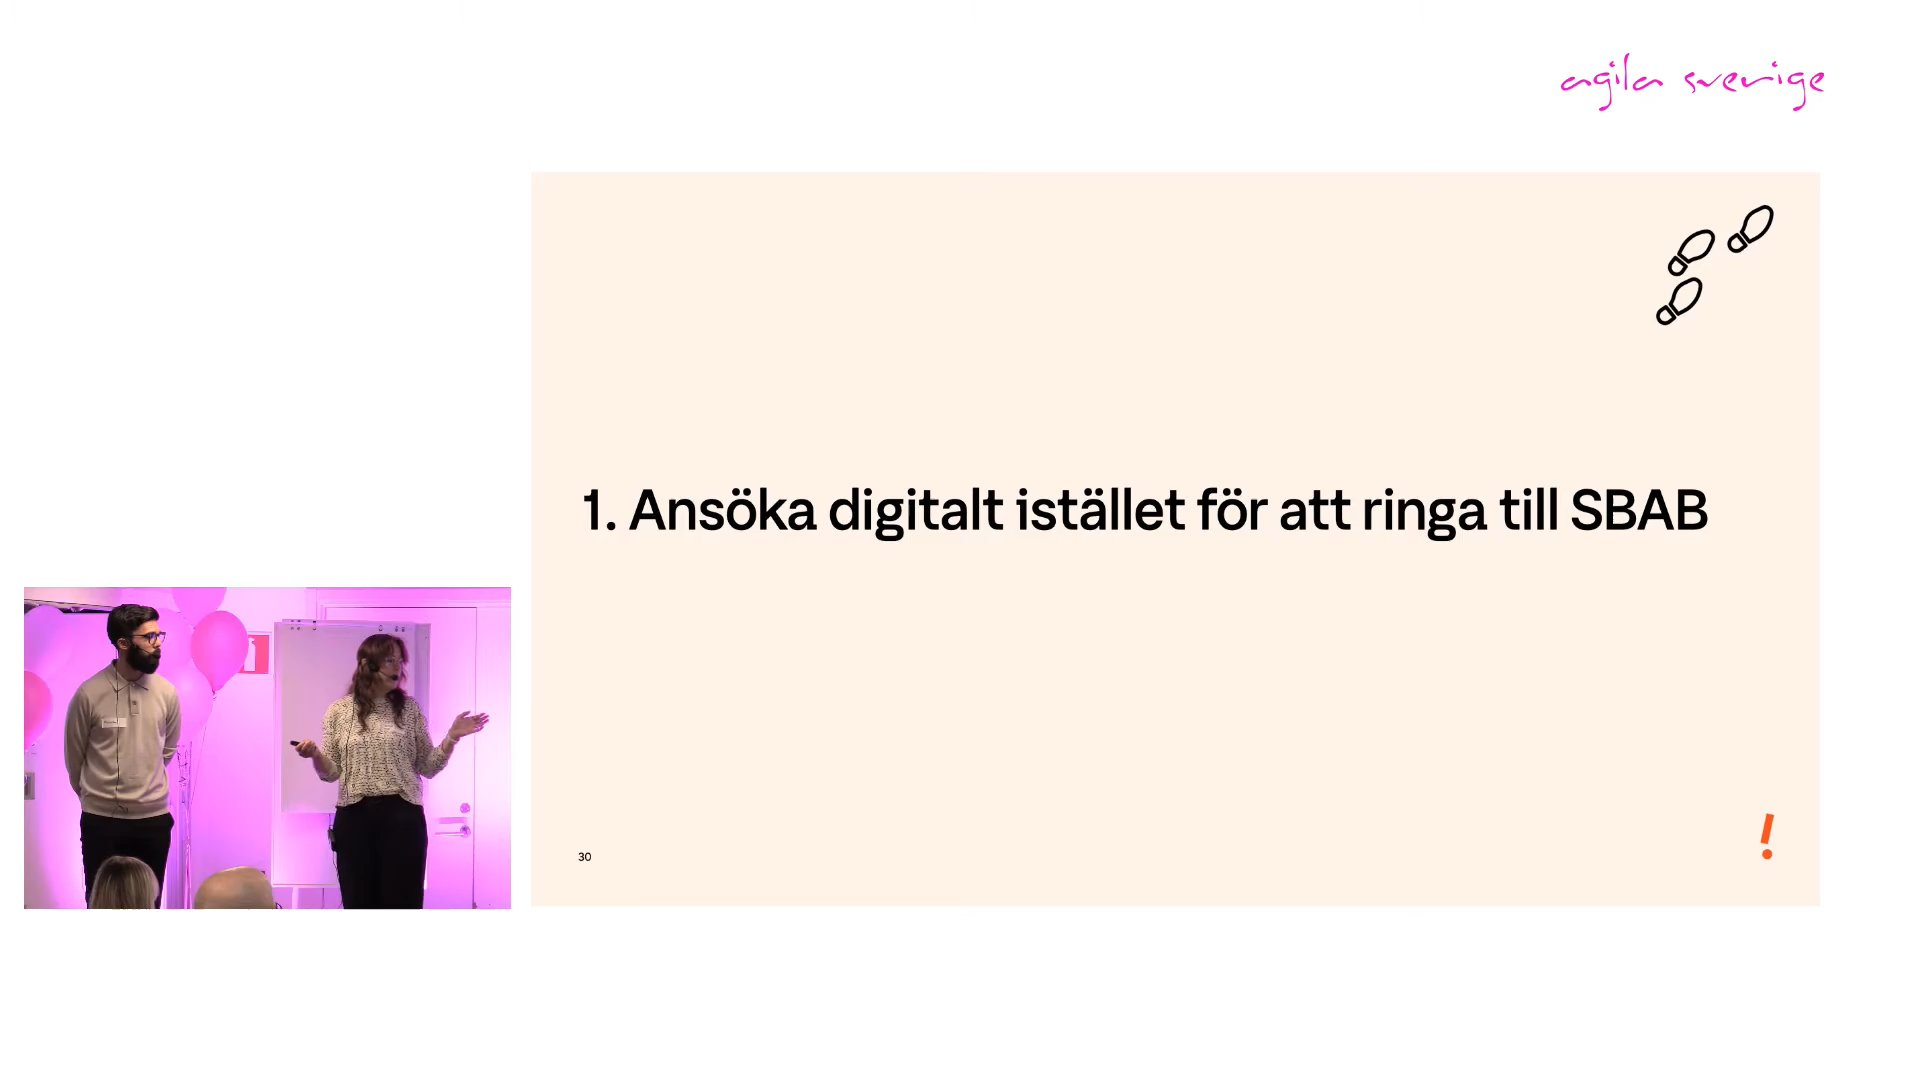 agila sverige
1. Ansöka digitalt istället för att ringa till SBAB
30
!